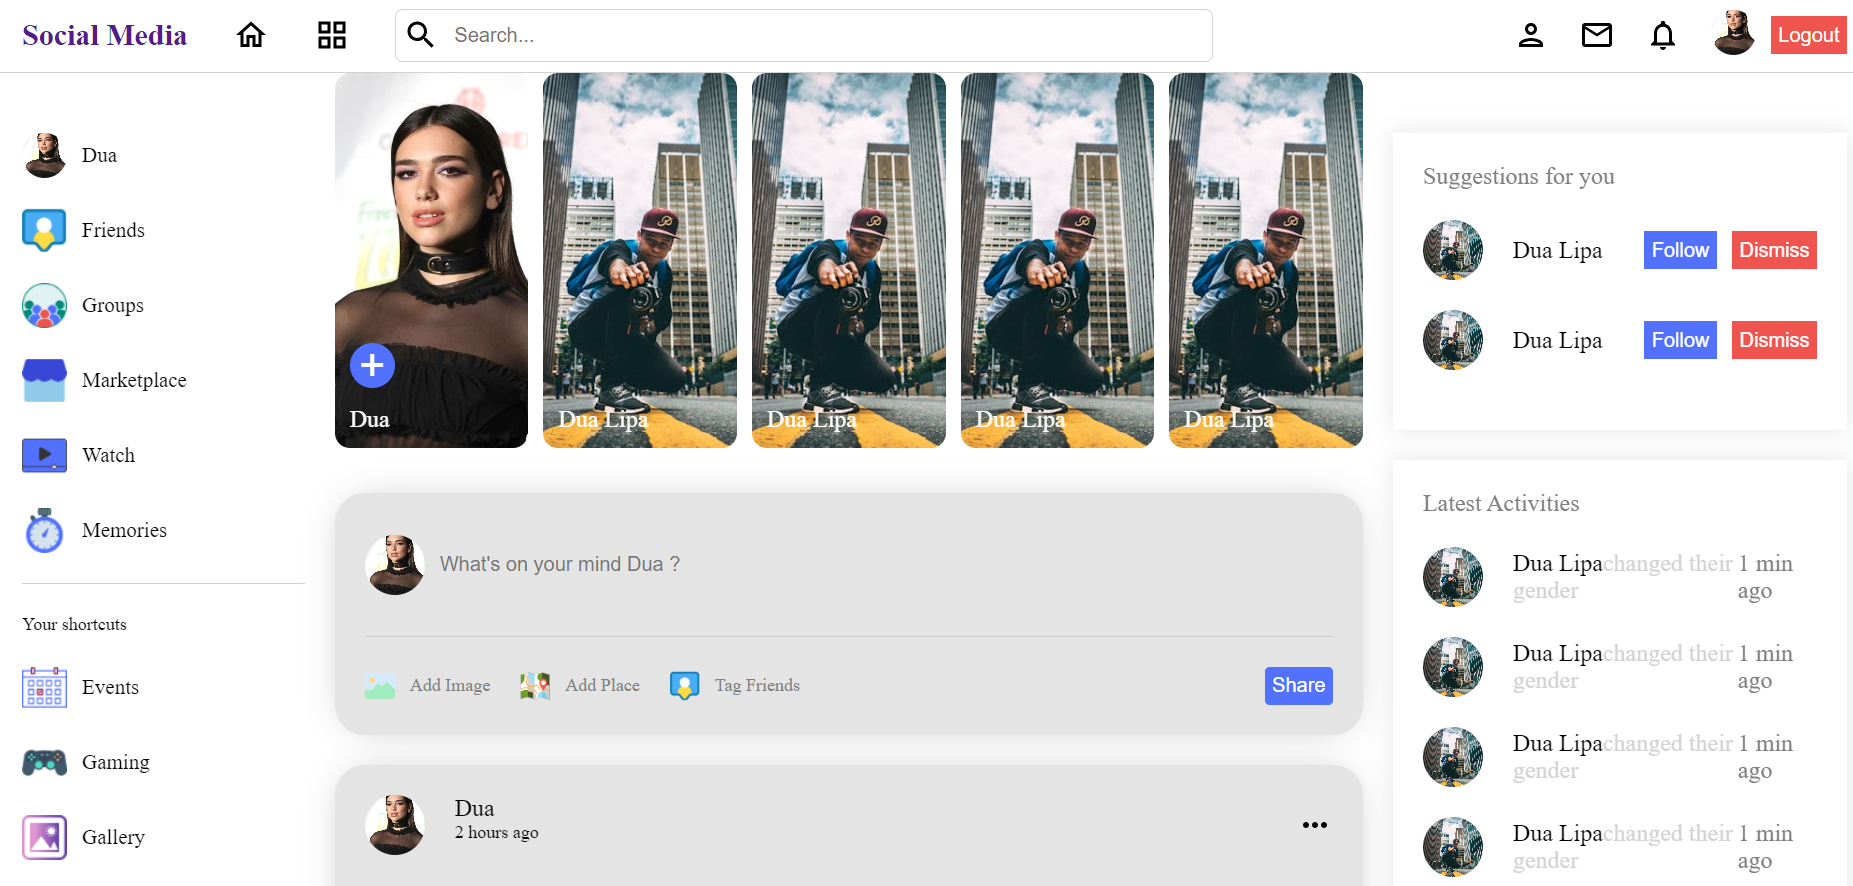 Social Media
Search...
Logout
Dua
Friends
Groups
Marketplace
Watch
Memories
Your shortcuts
Events
Gaming
Gallery
Dua
Dua Lipa
Dua Lipa
Dua Lipa
Dua Lipa
What's on your mind Dua ?
Add Image
Add Place
Tag Friends
Share
Dua
2 hours ago
Suggestions for you
Dua Lipa
Follow
Dismiss
Dua Lipa
Follow
Dismiss
Latest Activities
Dua Lipachanged their
gender
1 min
ago
Dua Lipachanged their
gender
1 min
ago
Dua Lipachanged their
gender
1 min
ago
Dua Lipachanged their
gender
1 min
ago